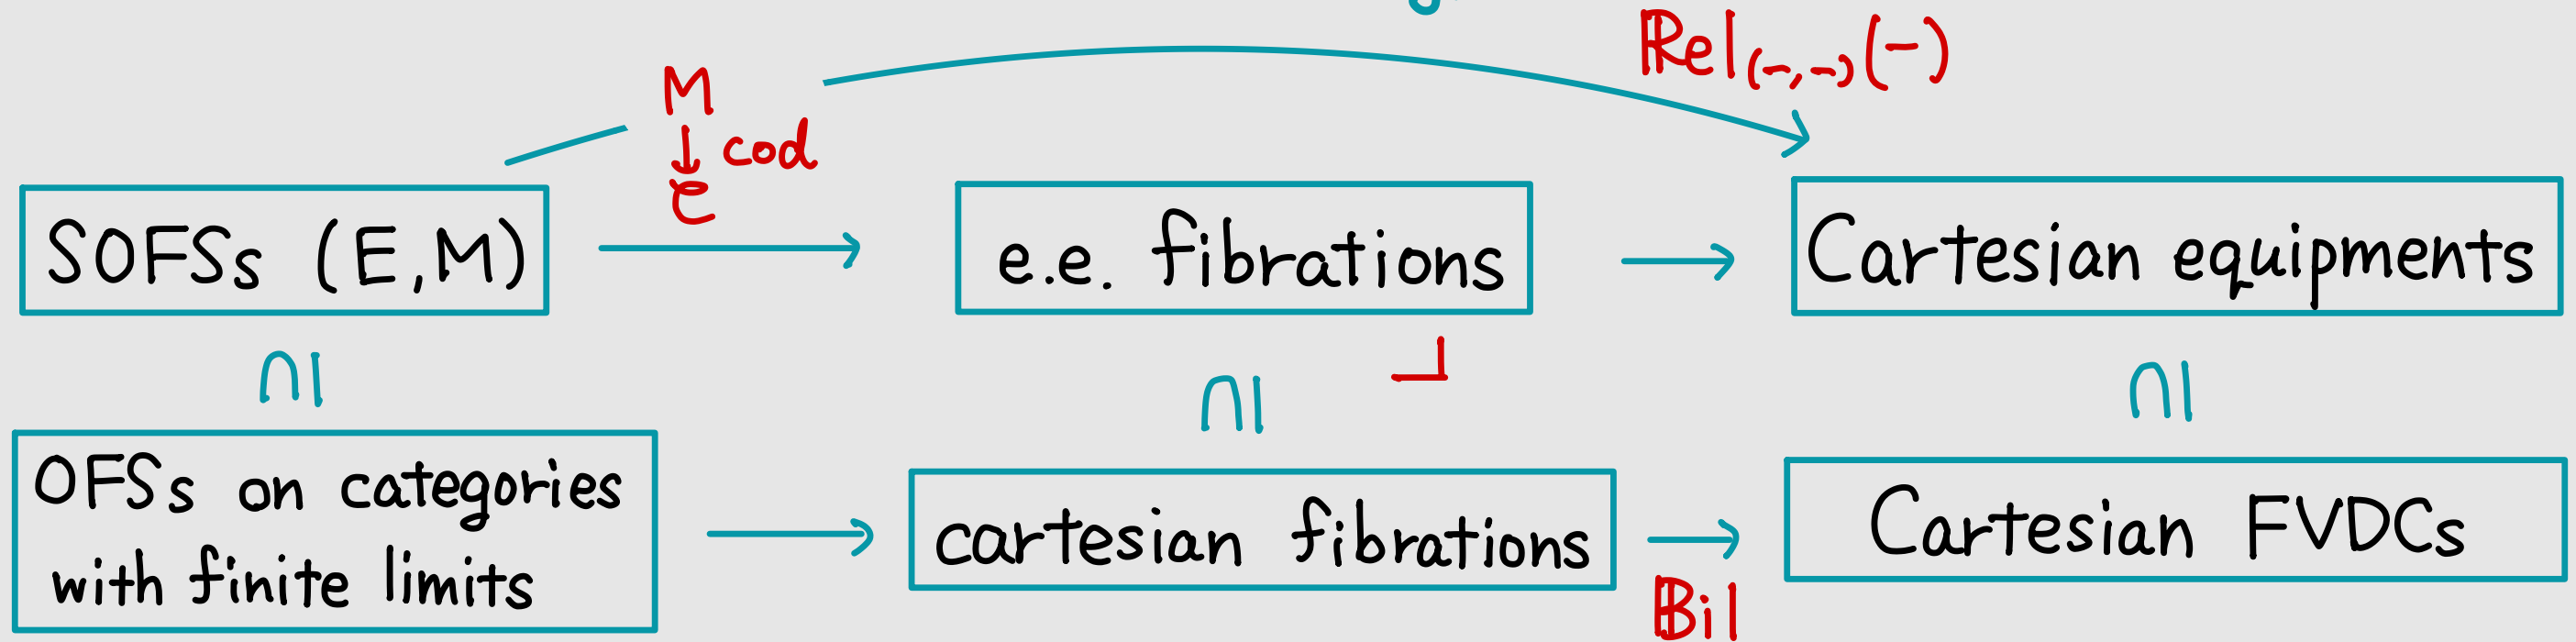 Rel(-,-)(-)
M
↓ cod
e
SOFSs (E,M)
e.e. fibrations
Cartesian equipments
OFSs on categories
with finite limits
cartesian fibrations
Cartesian FVDCs
Bil